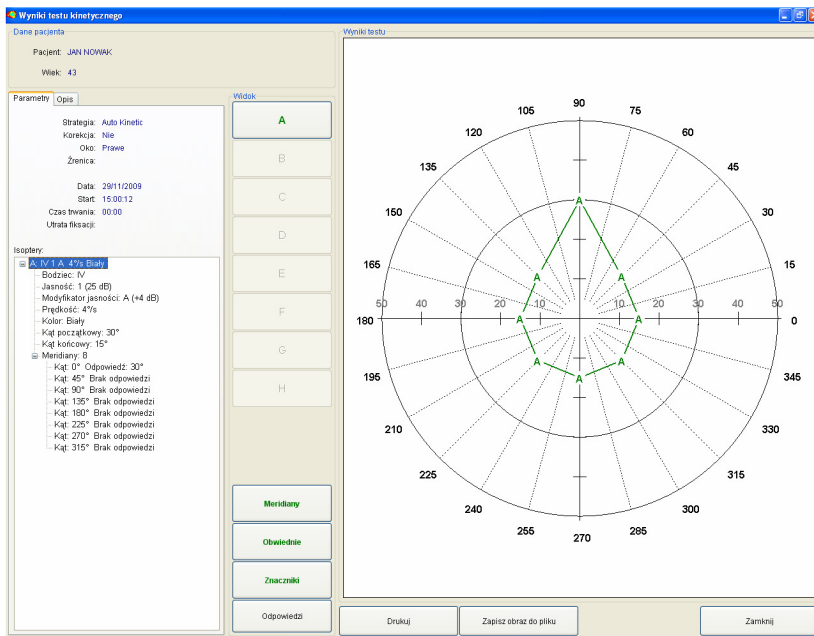 Wyniki testu kinetycznego
Dane pacjenta
Pacjent: JAN NOWAK
Wiek: 43
Parametry Opis
Strategia: Auto Kinetic
Korekcja: Nie
Oko: Prawe
Źrenica:
Data: 29/11/2009
Start: 15:00:12
Czas trwania: 00:00
Utrata fiksacji:
Isoptery:
A: IV 1 A 4°/s Biały
Bodziec: IV
Jasność: 1 (25 dB)
Modyfikator jasności: A (+4 dB)
Prędkość: 4°/s
Kolor: Biały
Kąt początkowy: 30°
Kąt końcowy: 15°
Meridiany: 8
Kąt: 0° Odpowiedź: 30°
Kąt: 45° Brak odpowiedzi
Kąt: 90° Brak odpowiedzi
Kąt: 135° Brak odpowiedzi
Kąt: 180° Brak odpowiedzi
Kąt: 225° Brak odpowiedzi
Kąt: 270° Brak odpowiedzi
Kąt: 315° Brak odpowiedzi
Widok
A
B
C
D
E
F
G
H
Meridiany
Obwiednie
Znaczniki
Odpowiedzi
Wyniki testu
90
105 75
120 60
135 45
150 30
A
165 15
A A
50 40 30 20 10 10 20 30 40 50
180 A A 0
A A
195 A 345
210 330
225 315
240 300
255 285
270
Drukuj Zapisz obraz do pliku Zamknij